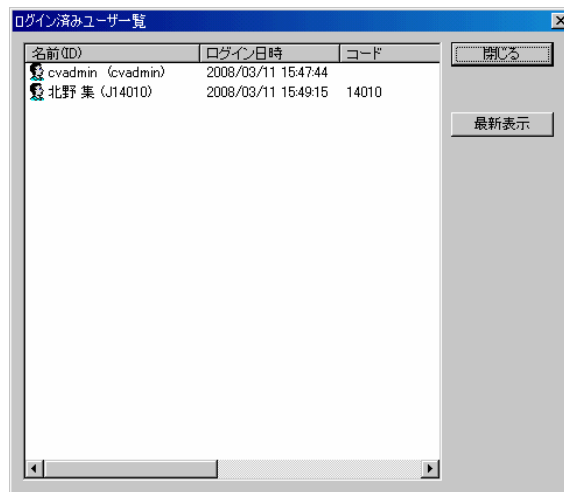 ログイン済みユーザー覧
名前(ID) ログイン日時 コード
cvadmin (cvadmin) 2008/03/11 15:47:44
北野 集 (J14010) 2008/03/11 15:49:15 14010
閉じる
最新表示